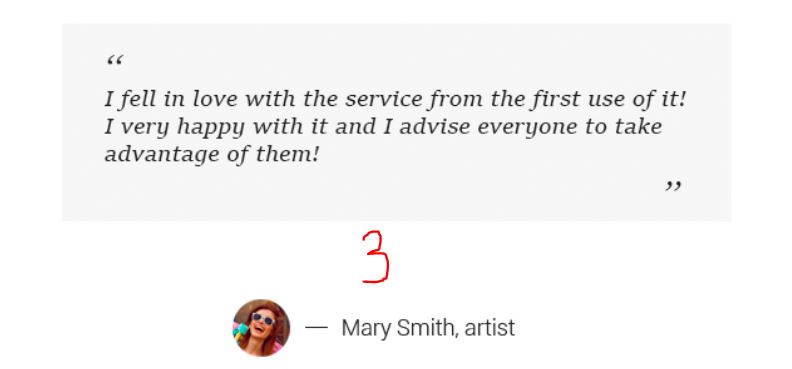 “
I fell in love with the service from the first use of it!
I very happy with it and I advise everyone to take
advantage of them!
”
3
— Mary Smith, artist